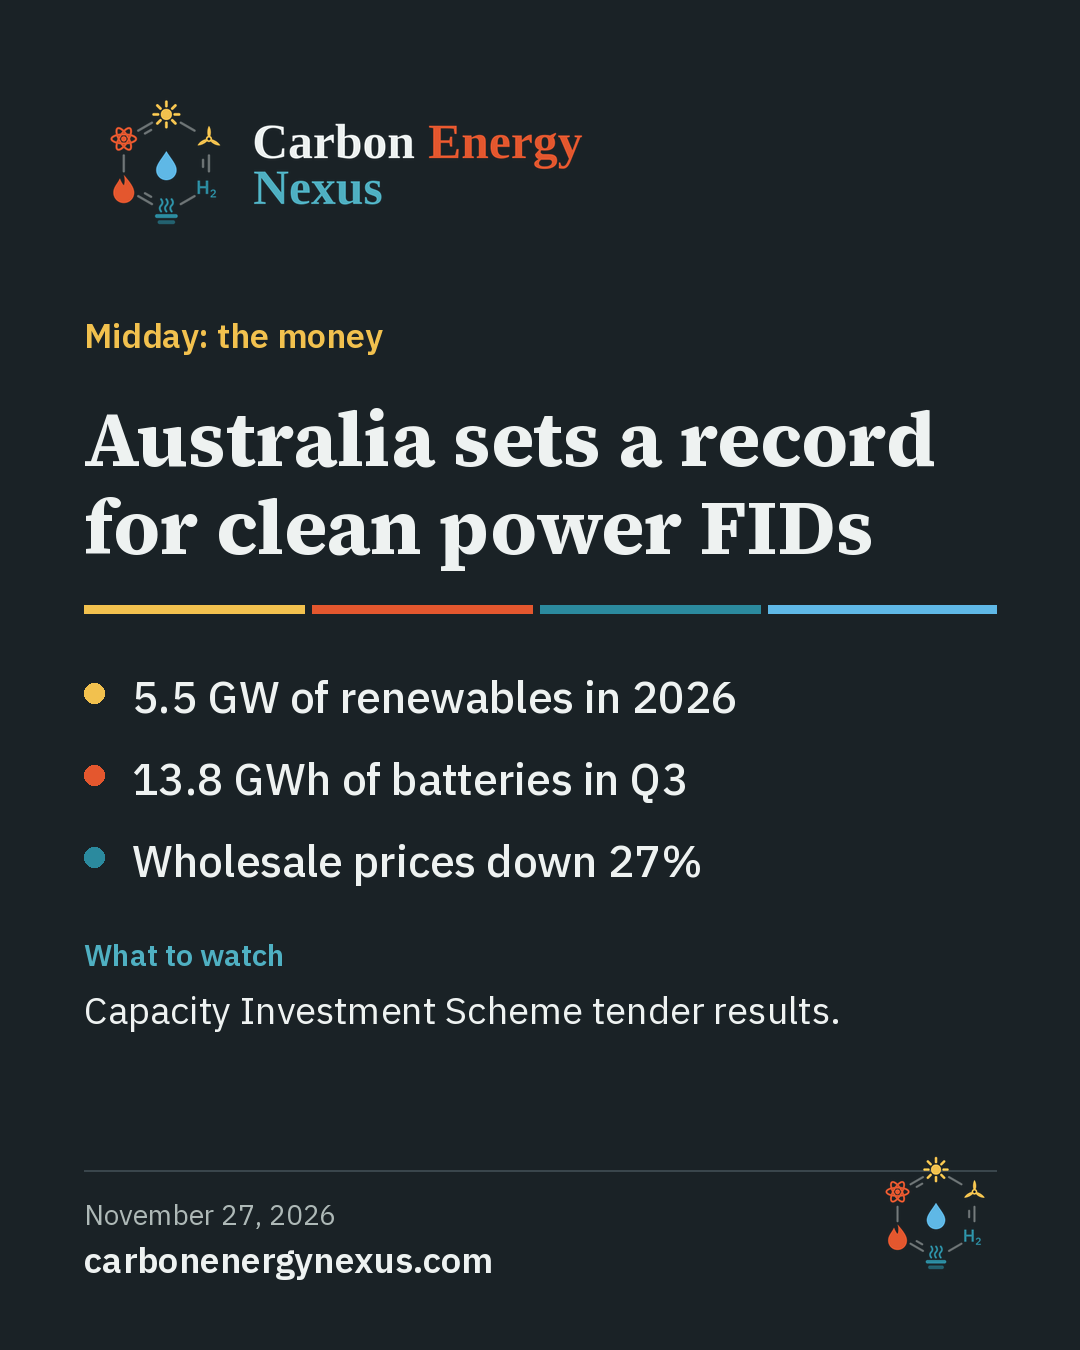 Carbon Energy
Nexus
H₂
Midday: the money
Australia sets a record
for clean power FIDs
5.5 GW of renewables in 2026
13.8 GWh of batteries in Q3
Wholesale prices down 27%
What to watch
Capacity Investment Scheme tender results.
November 27, 2026
carbonenergynexus.com
H₂